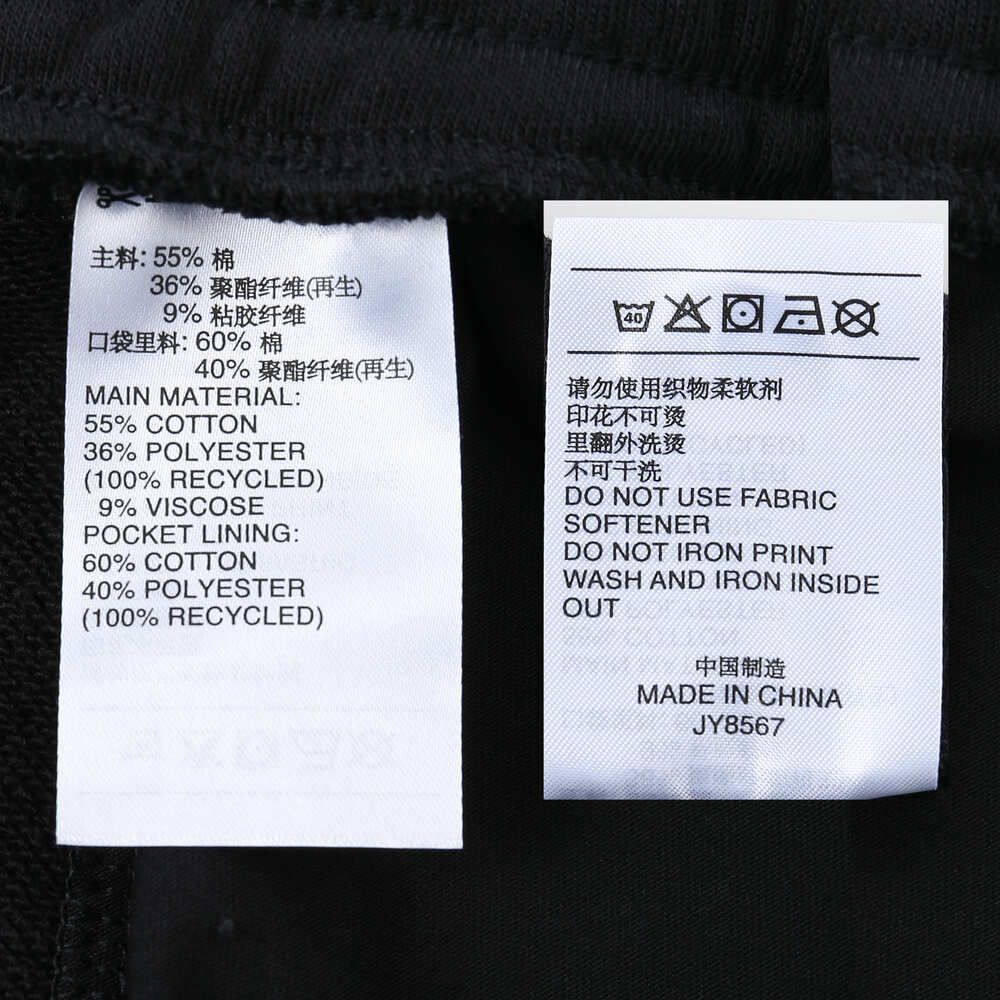 主料: 55% 棉
36% 聚酯纤维(再生)
9% 粘胶纤维
口袋里料: 60% 棉
40% 聚酯纤维(再生)
MAIN MATERIAL:
55% COTTON
36% POLYESTER
(100% RECYCLED)
9% VISCOSE
POCKET LINING:
60% COTTON
40% POLYESTER
(100% RECYCLED)
40
请勿使用织物柔软剂
印花不可烫
里翻外洗烫
不可干洗
DO NOT USE FABRIC
SOFTENER
DO NOT IRON PRINT
WASH AND IRON INSIDE
OUT
中国制造
MADE IN CHINA
JY8567